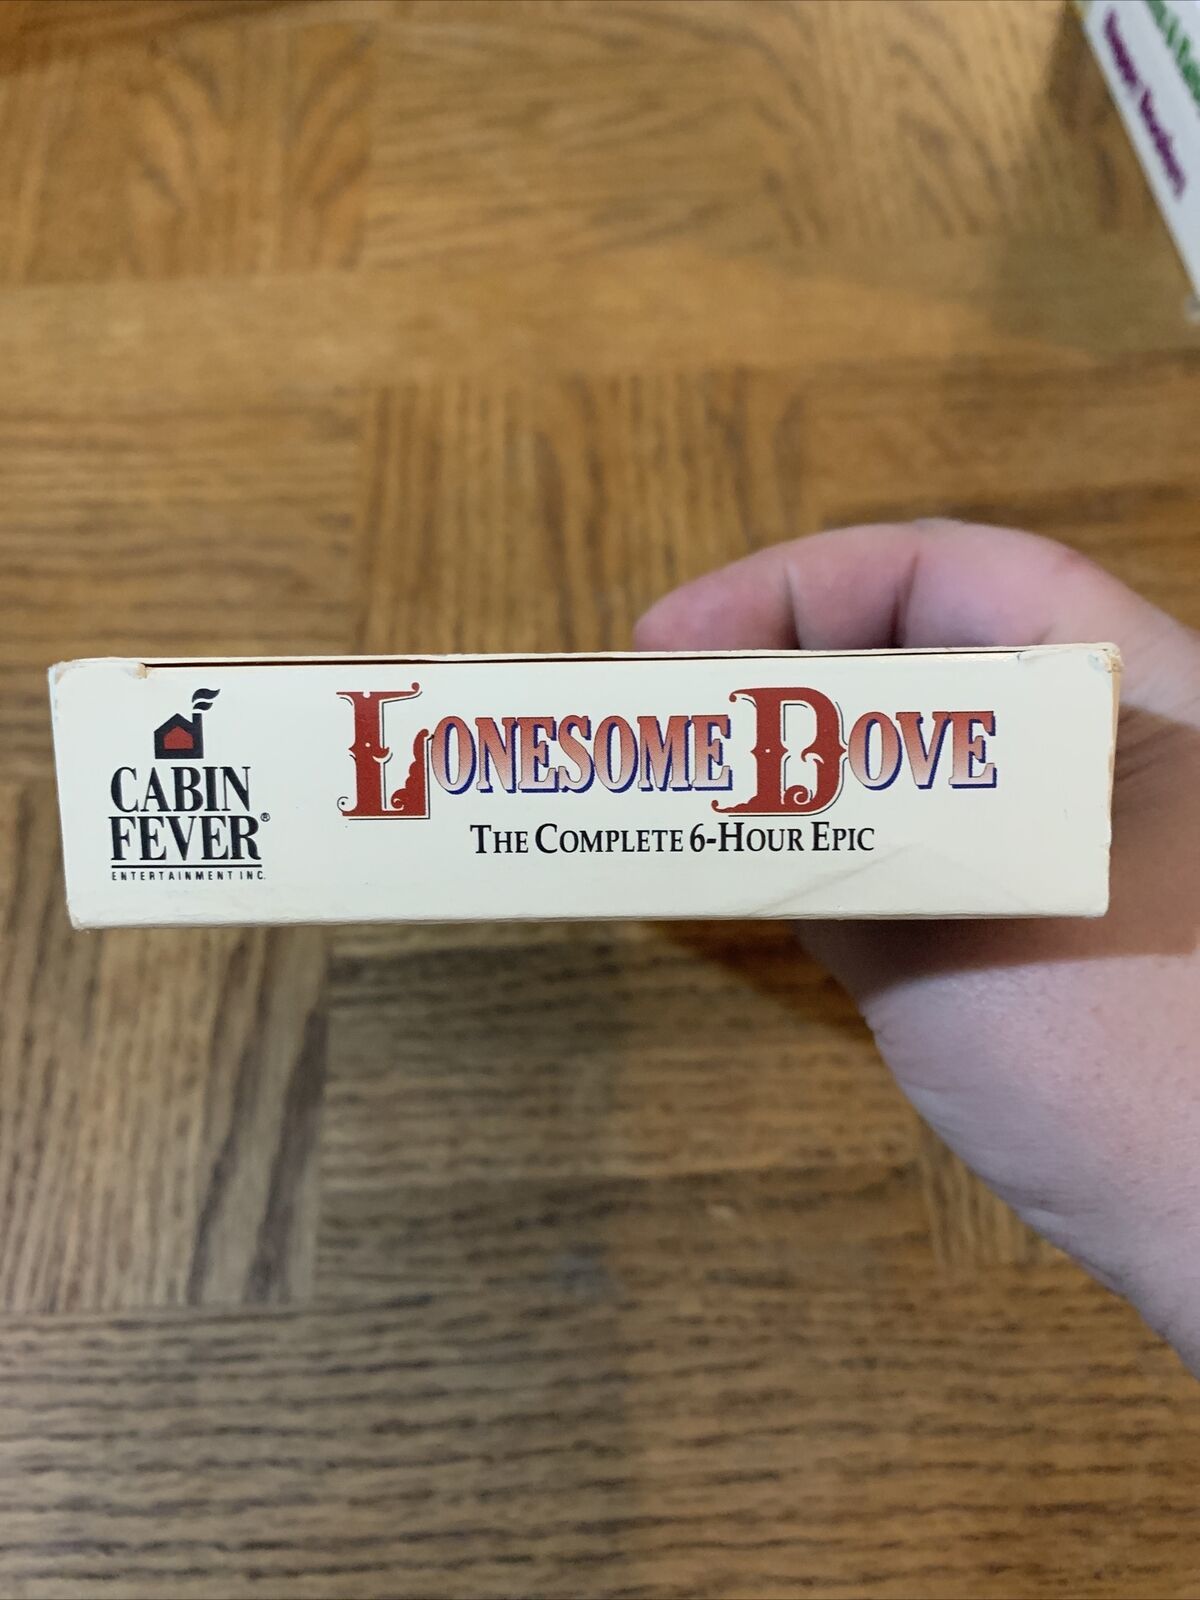 CABIN
FEVER®
ENTERTAINMENT INC.
LONESOME DOVE
THE COMPLETE 6-HOUR EPIC